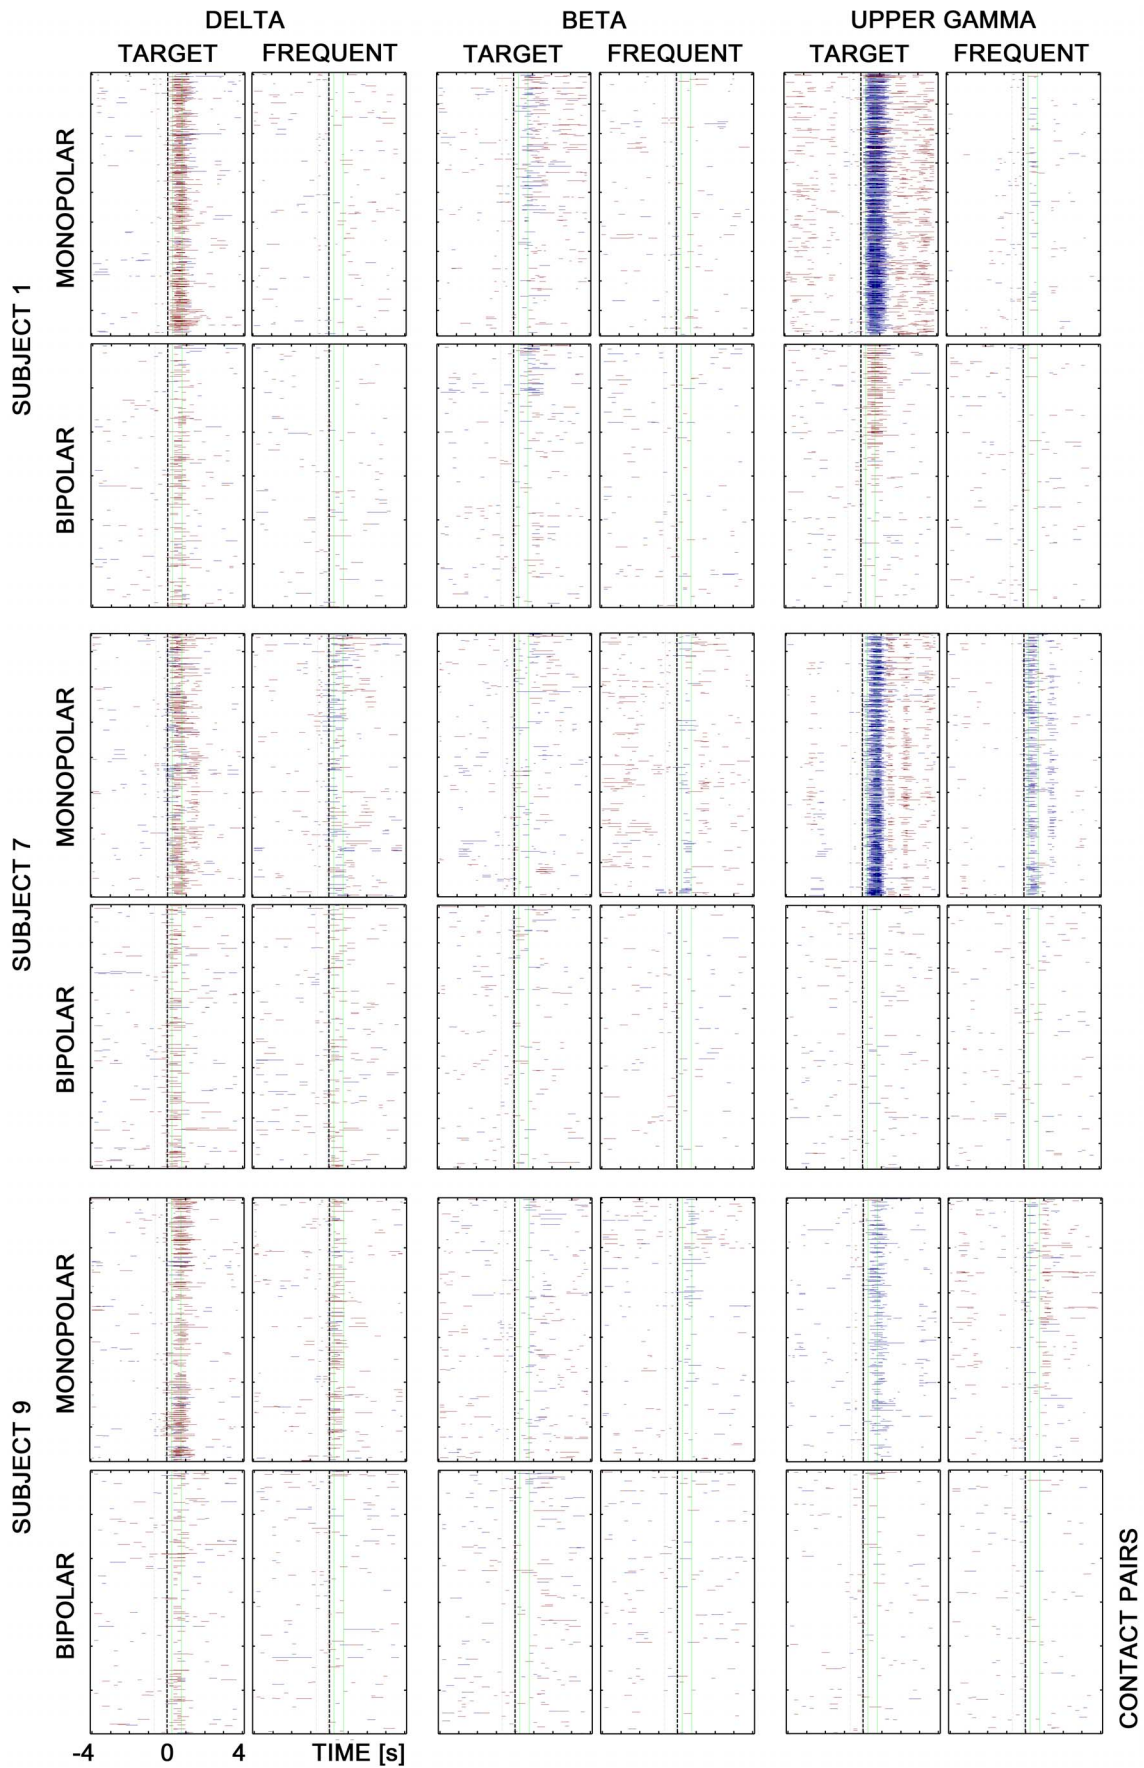 DELTA BETA UPPER GAMMA
TARGET FREQUENT TARGET FREQUENT TARGET FREQUENT
SUBJECT 1
MONOPOLAR
BIPOLAR
SUBJECT 7
MONOPOLAR
BIPOLAR
SUBJECT 9
MONOPOLAR
BIPOLAR
CONTACT PAIRS
-4 0 4 TIME [s]